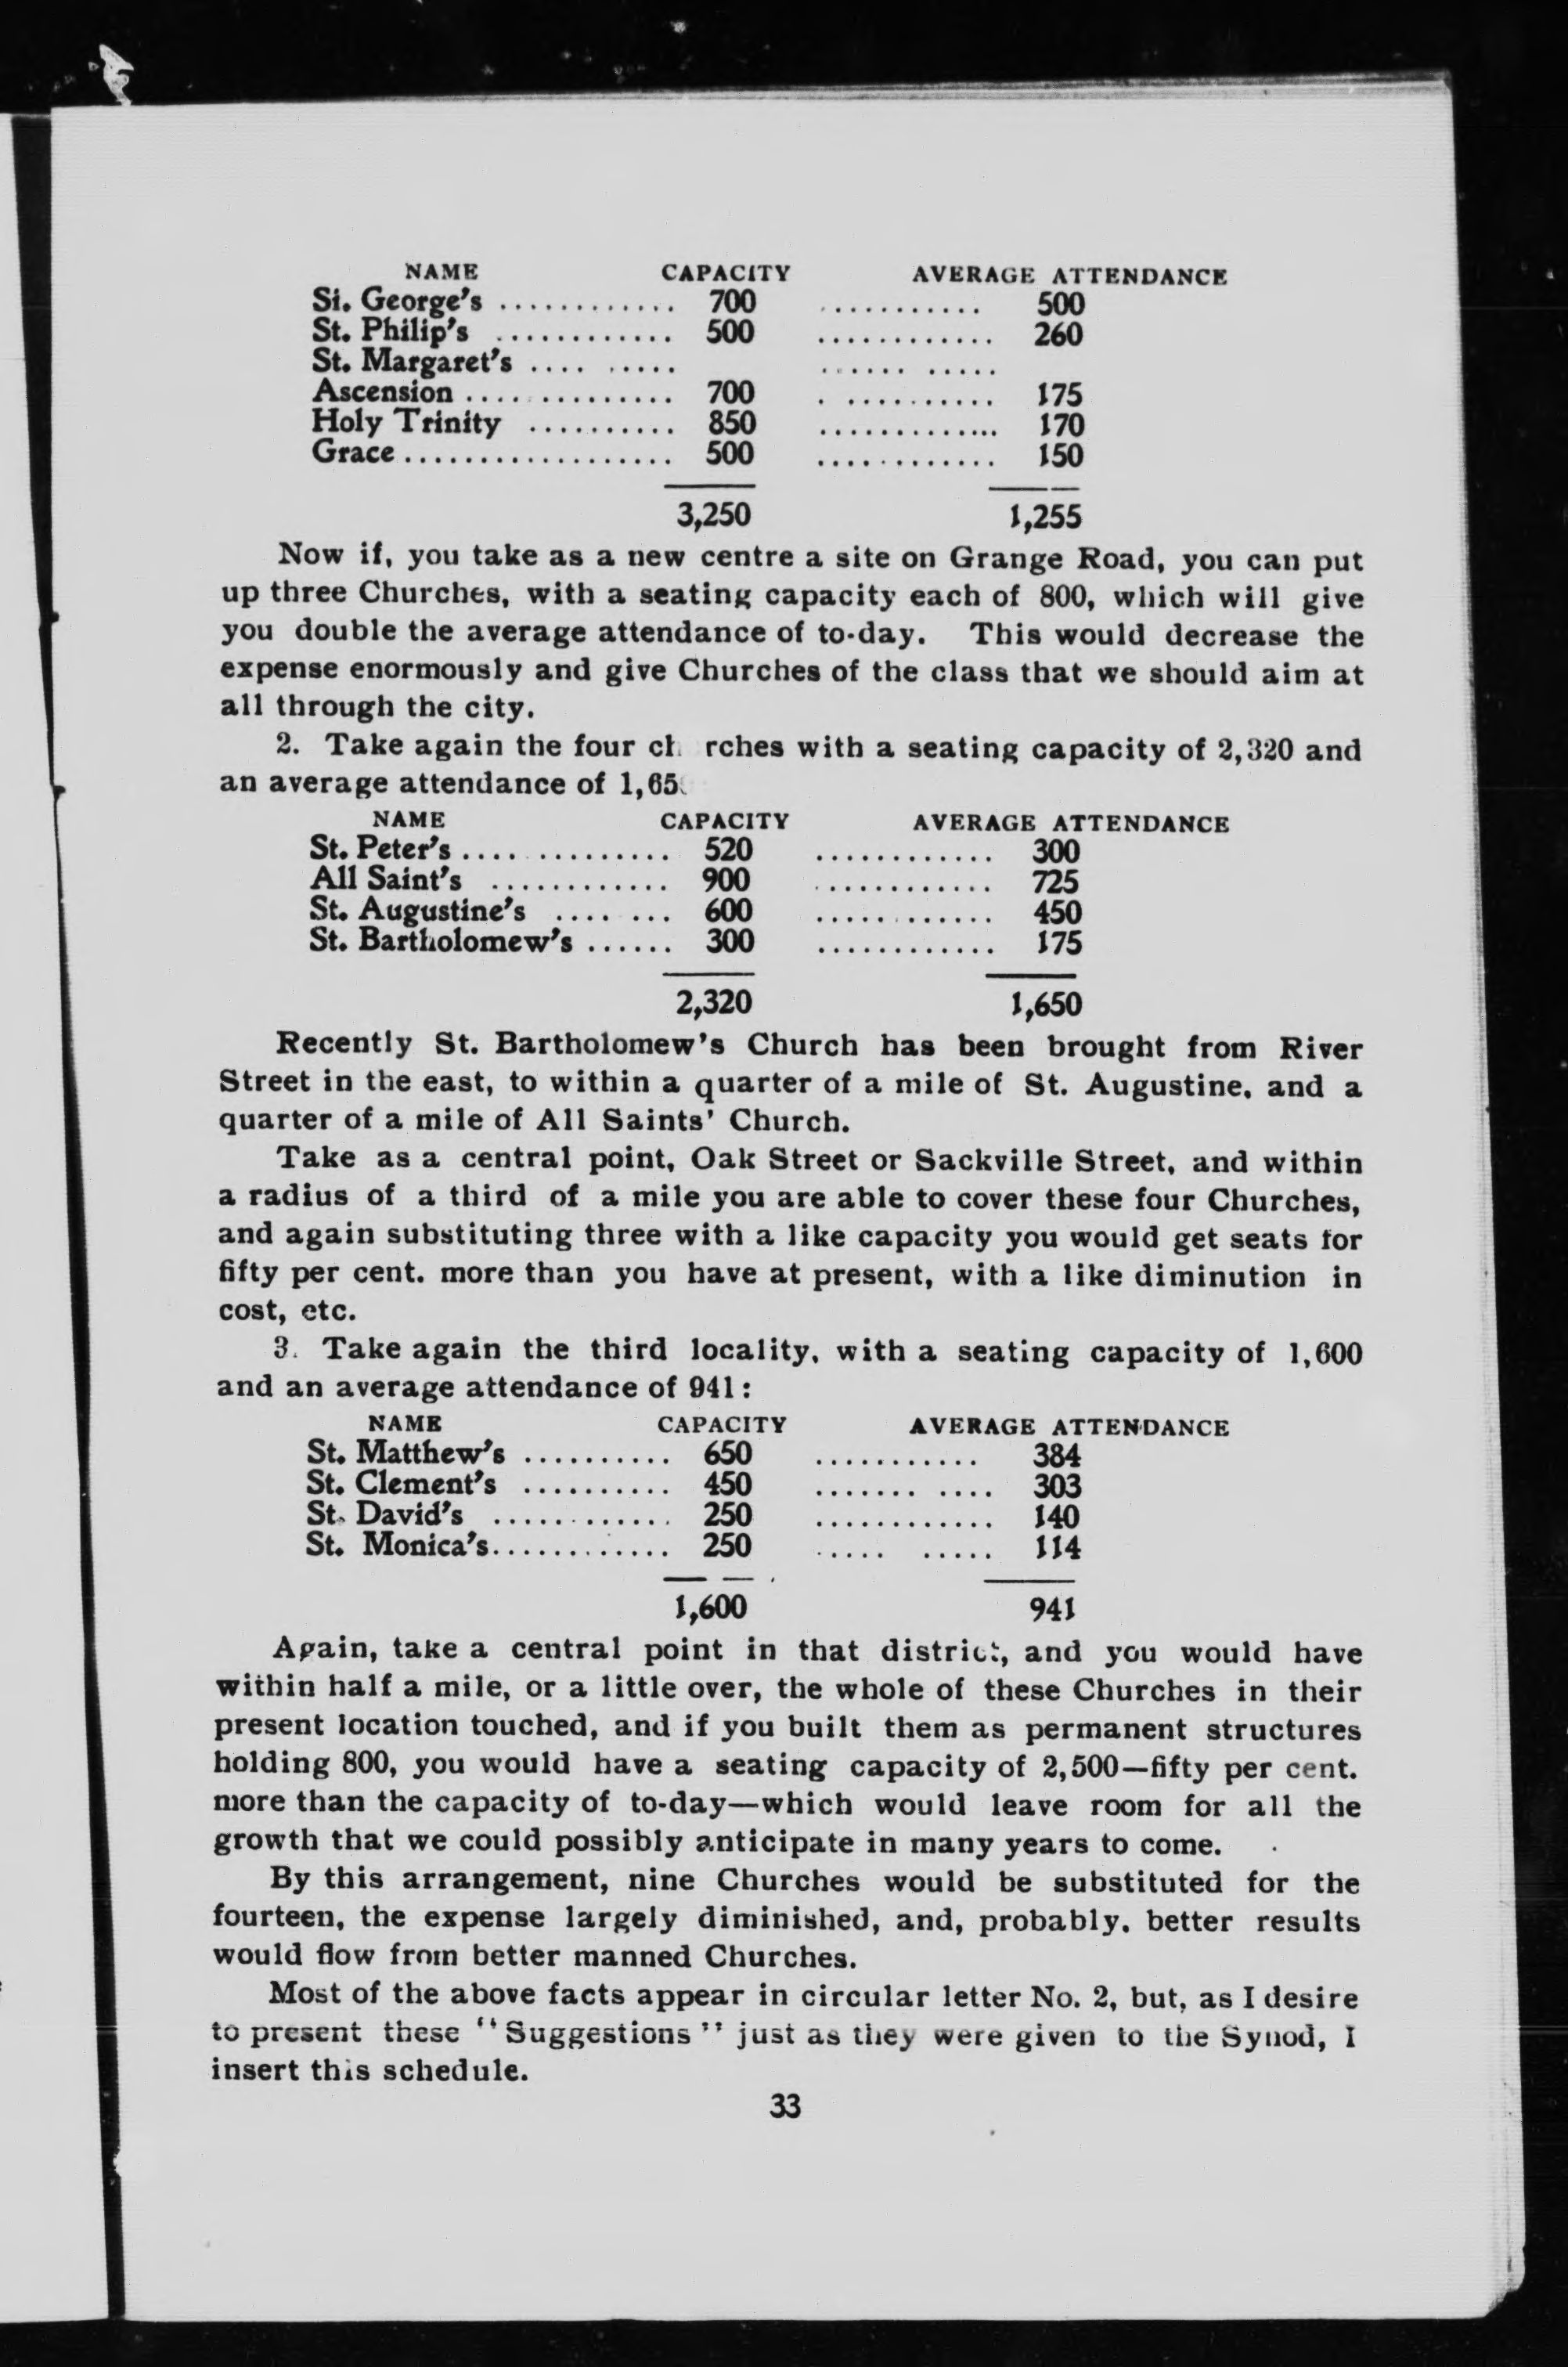 NAME CAPACITY AVERAGE ATTENDANCE
St. George's ............ 700 ........... 500
St. Philip's ............ 500 ............ 260
St. Margaret's .... ..... ...... .....
Ascension .............. 700 . .......... 175
Holy Trinity .......... 850 ............. 170
Grace .................. 500 ............ 150
3,250 1,255
Now if, you take as a new centre a site on Grange Road, you can put
up three Churches, with a seating capacity each of 800, which will give
you double the average attendance of to-day. This would decrease the
expense enormously and give Churches of the class that we should aim at
all through the city.
2. Take again the four ch rches with a seating capacity of 2,320 and
an average attendance of 1,65
NAME CAPACITY AVERAGE ATTENDANCE
St. Peter's .............. 520 ............ 300
All Saint's ............ 900 ............ 725
St. Augustine's ........ 600 ............ 450
St. Bartholomew's ...... 300 ............ 175
2,320 1,650
Recently St. Bartholomew's Church has been brought from River
Street in the east, to within a quarter of a mile of St. Augustine, and a
quarter of a mile of All Saints' Church.
Take as a central point, Oak Street or Sackville Street, and within
a radius of a third of a mile you are able to cover these four Churches,
and again substituting three with a like capacity you would get seats for
fifty per cent. more than you have at present, with a like diminution in
cost, etc.
3. Take again the third locality, with a seating capacity of 1,600
and an average attendance of 941:
NAME CAPACITY AVERAGE ATTENDANCE
St. Matthew's .......... 650 ........... 384
St. Clement's .......... 450 ....... .... 303
St. David's ............ 250 ............ 140
St. Monica's............ 250 ..... ..... 114
1,600 941
Again, take a central point in that district, and you would have
within half a mile, or a little over, the whole of these Churches in their
present location touched, and if you built them as permanent structures
holding 800, you would have a seating capacity of 2,500—fifty per cent.
more than the capacity of to-day—which would leave room for all the
growth that we could possibly anticipate in many years to come.
By this arrangement, nine Churches would be substituted for the
fourteen, the expense largely diminished, and, probably, better results
would flow from better manned Churches.
Most of the above facts appear in circular letter No. 2, but, as I desire
to present these "Suggestions" just as they were given to the Synod, I
insert this schedule.
33